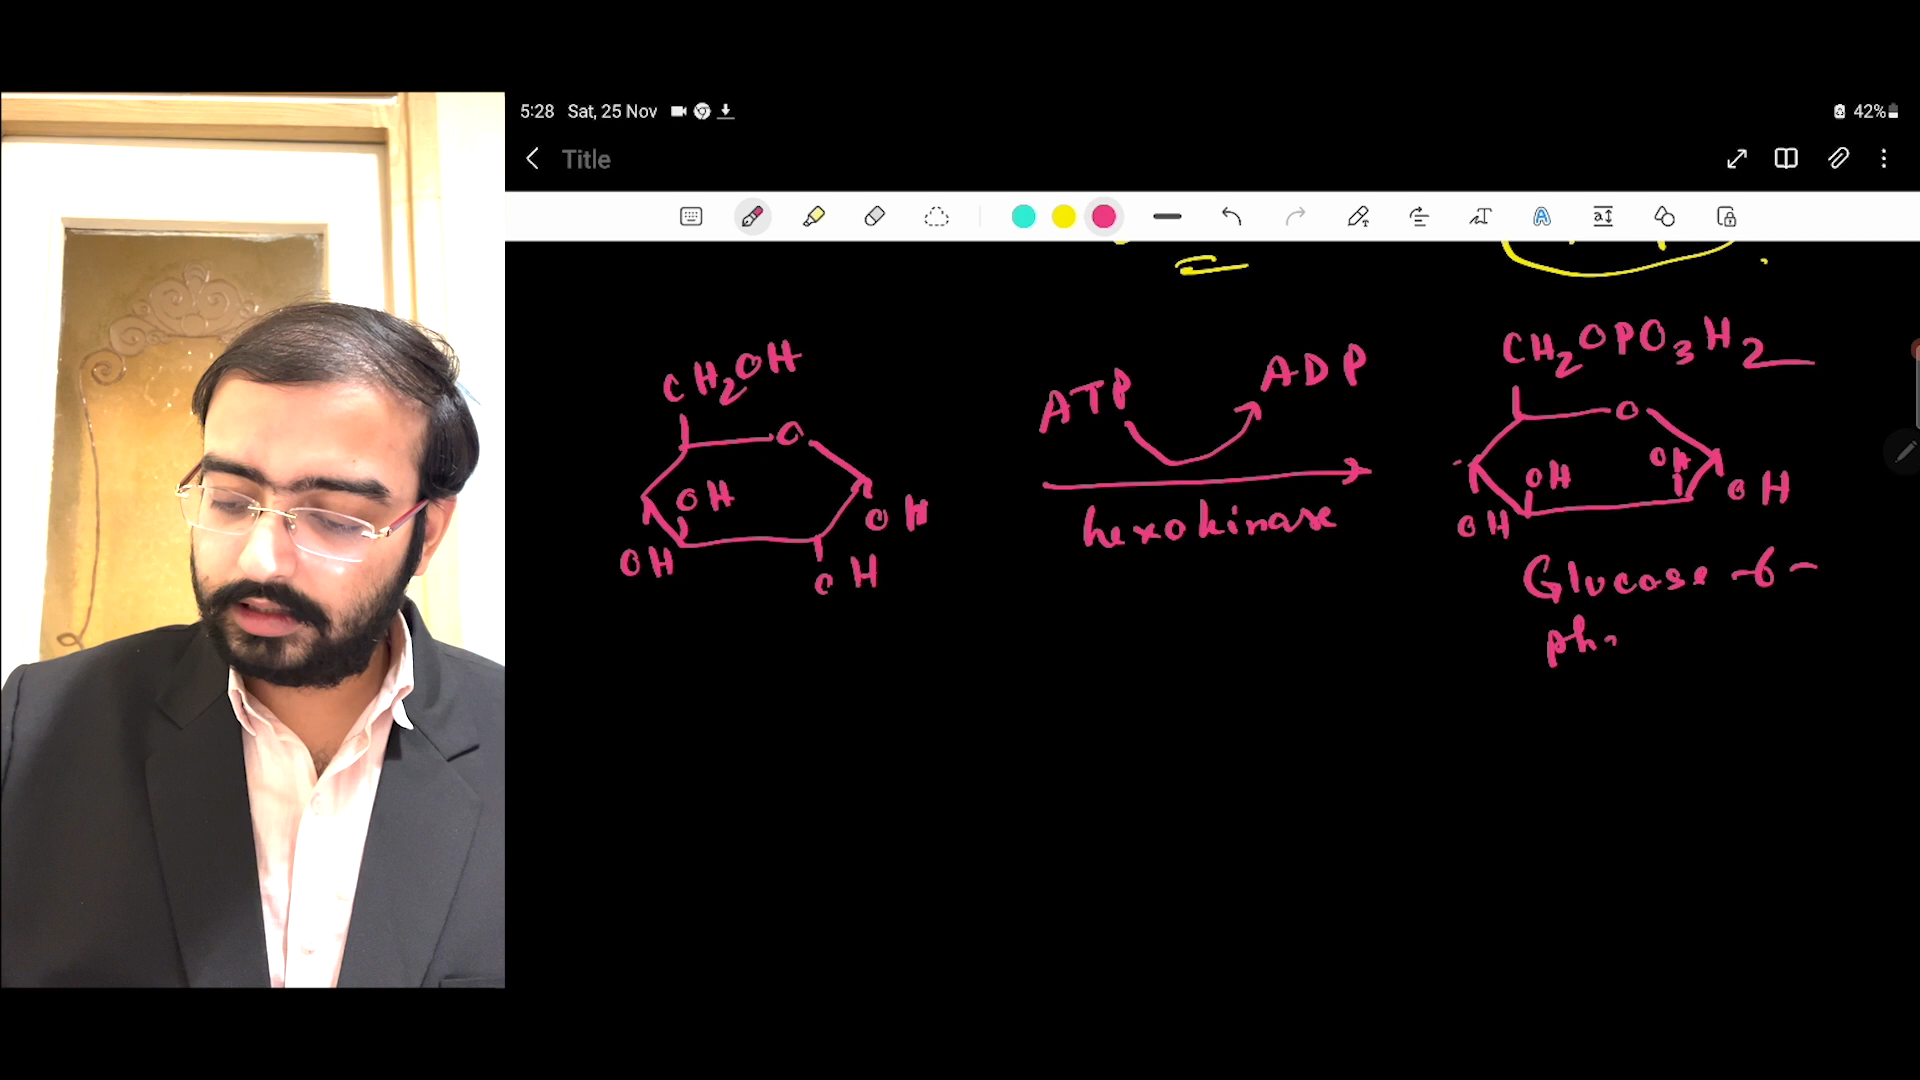 5:28 Sat, 25 Nov 42%
Title
CH2OH
O
OH
OH
OH
OH
ATP ADP
hexokinase
CH2OPO3H2
O
OH
OH
OH
OH
Glucose -6-
ph